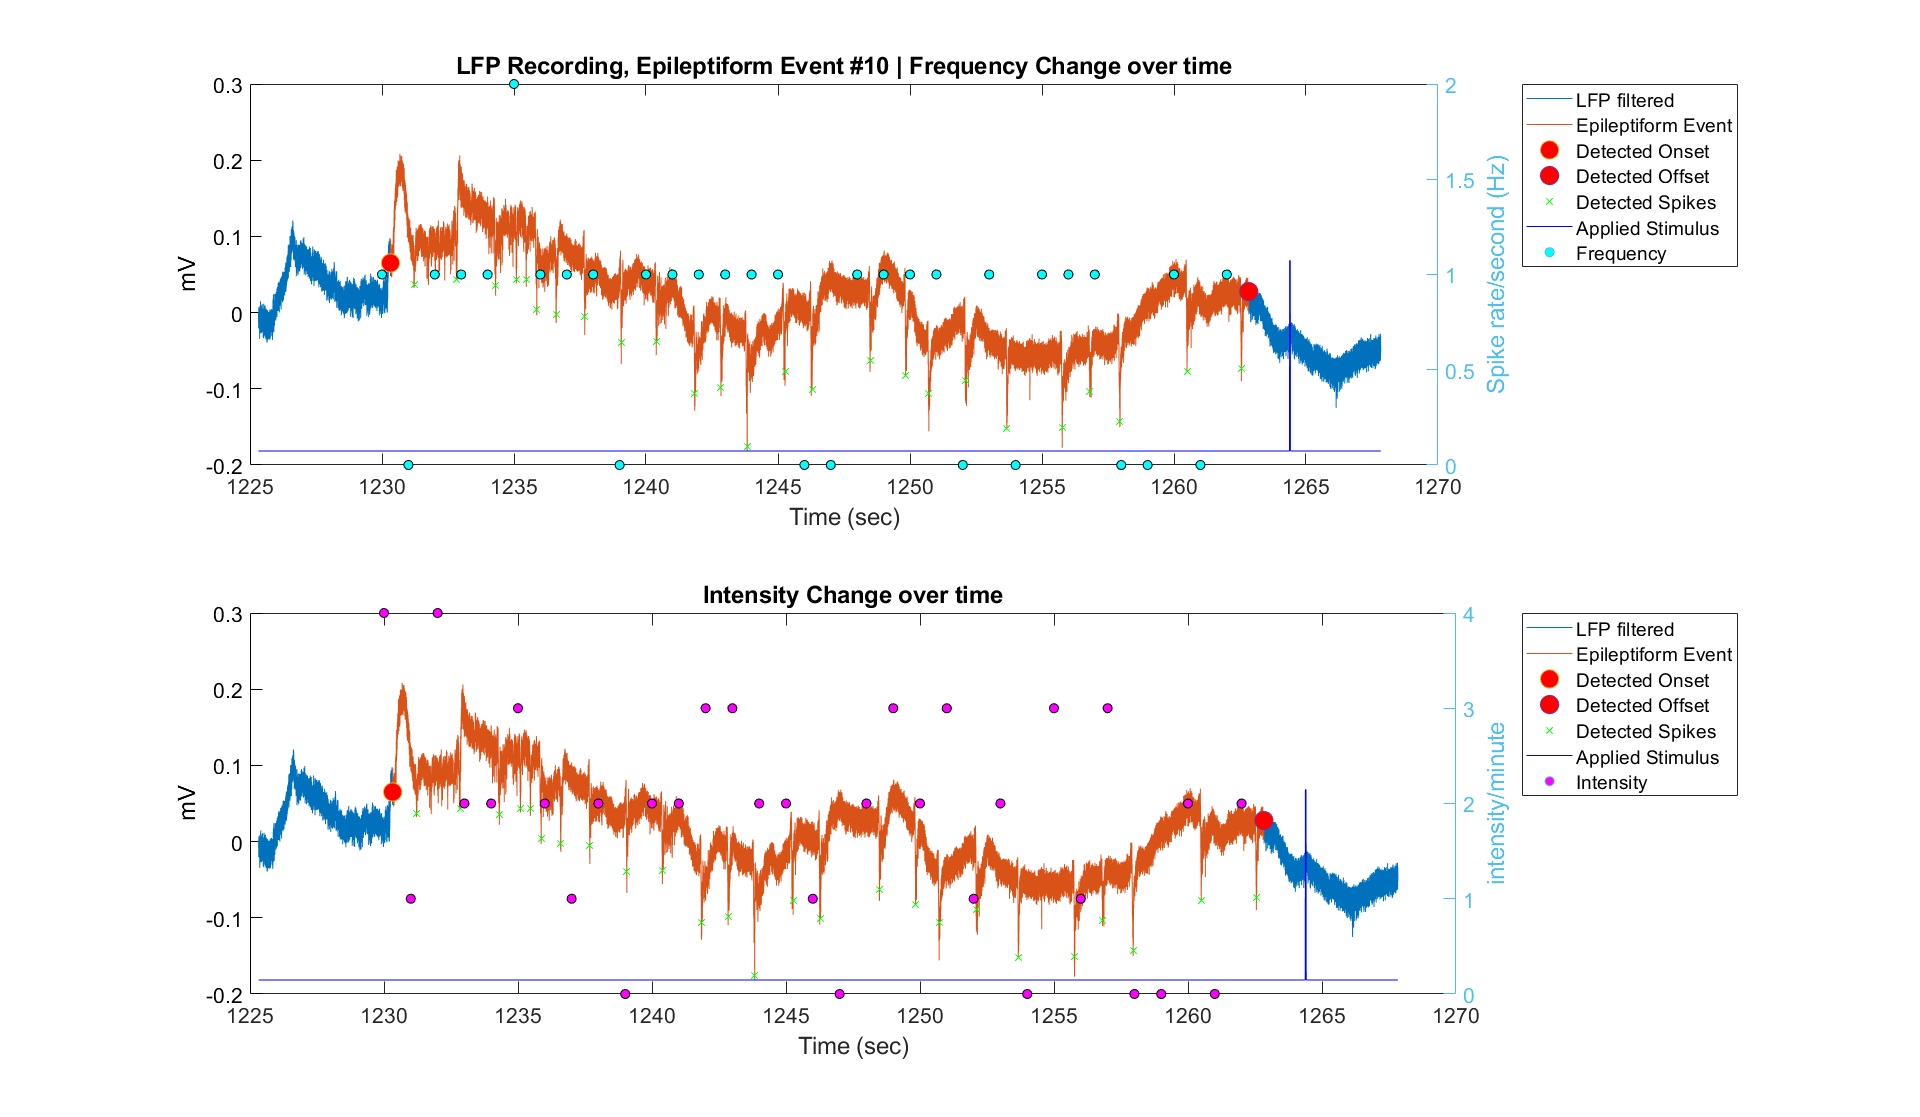 LFP Recording, Epileptiform Event #10 | Frequency Change over time
0.3
0.2
0.1
0
-0.1
-0.2
mV
2
1.5
1
0.5
0
Spike rate/second (Hz)
1225 1230 1235 1240 1245 1250 1255 1260 1265 1270
Time (sec)
LFP filtered
Epileptiform Event
Detected Onset
Detected Offset
Detected Spikes
Applied Stimulus
Frequency
Intensity Change over time
0.3
0.2
0.1
0
-0.1
-0.2
mV
4
3
2
1
0
intensity/minute
1225 1230 1235 1240 1245 1250 1255 1260 1265 1270
Time (sec)
LFP filtered
Epileptiform Event
Detected Onset
Detected Offset
Detected Spikes
Applied Stimulus
Intensity